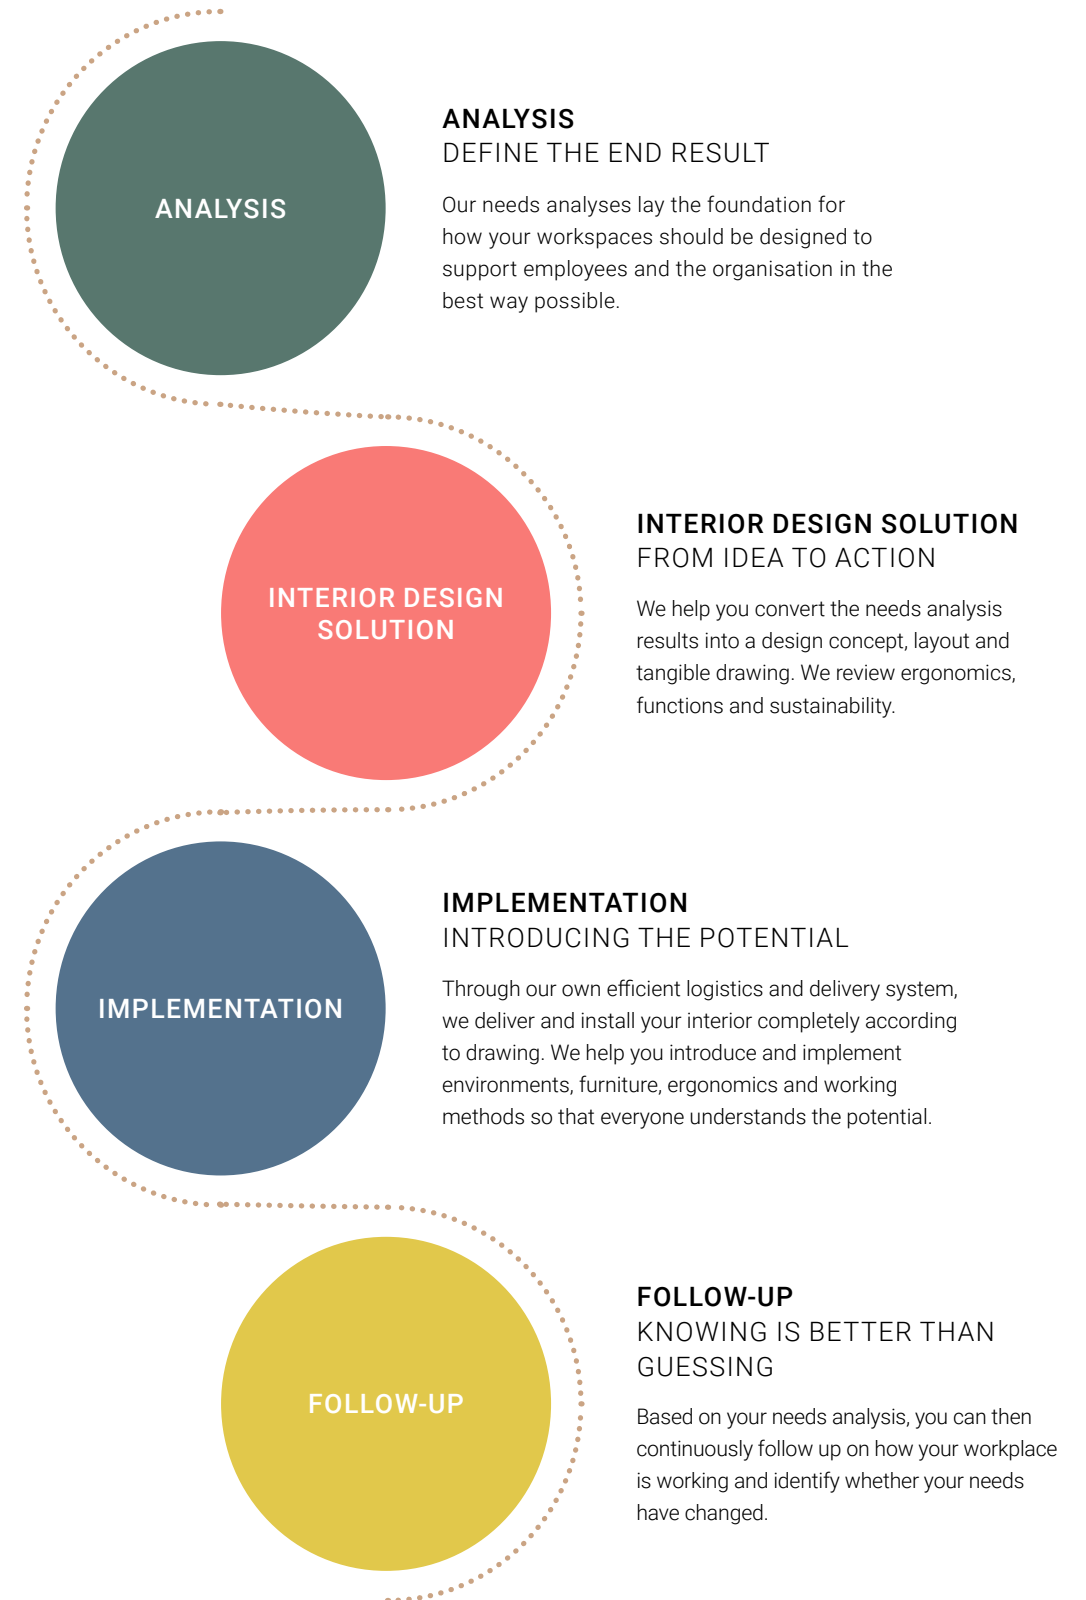 ANALYSIS
ANALYSIS
DEFINE THE END RESULT
Our needs analyses lay the foundation for
how your workspaces should be designed to
support employees and the organisation in the
best way possible.
INTERIOR DESIGN
SOLUTION
INTERIOR DESIGN SOLUTION
FROM IDEA TO ACTION
We help you convert the needs analysis
results into a design concept, layout and
tangible drawing. We review ergonomics,
functions and sustainability.
IMPLEMENTATION
IMPLEMENTATION
INTRODUCING THE POTENTIAL
Through our own efficient logistics and delivery system,
we deliver and install your interior completely according
to drawing. We help you introduce and implement
environments, furniture, ergonomics and working
methods so that everyone understands the potential.
FOLLOW-UP
FOLLOW-UP
KNOWING IS BETTER THAN
GUESSING
Based on your needs analysis, you can then
continuously follow up on how your workplace
is working and identify whether your needs
have changed.